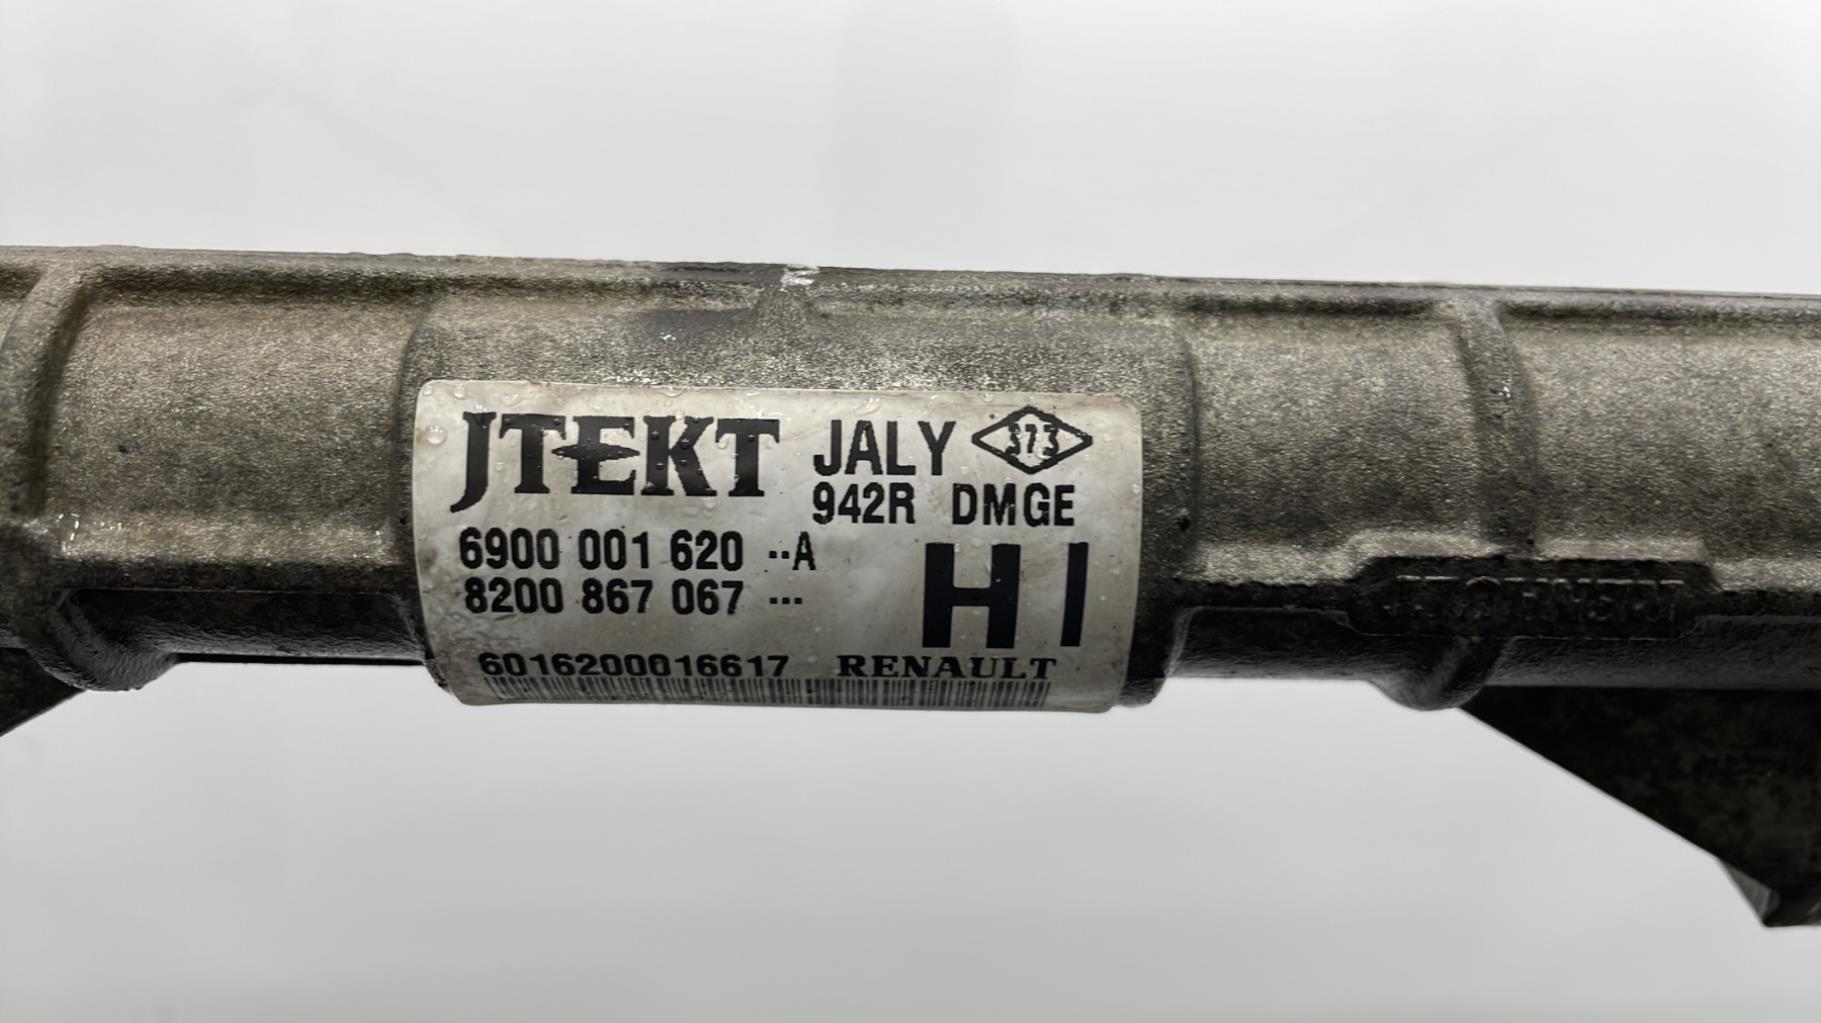 JTEKT JALY 373
942R DMGE
6900 001 620 ··A
8200 867 067 ···
HI
6016200016617 RENAULT